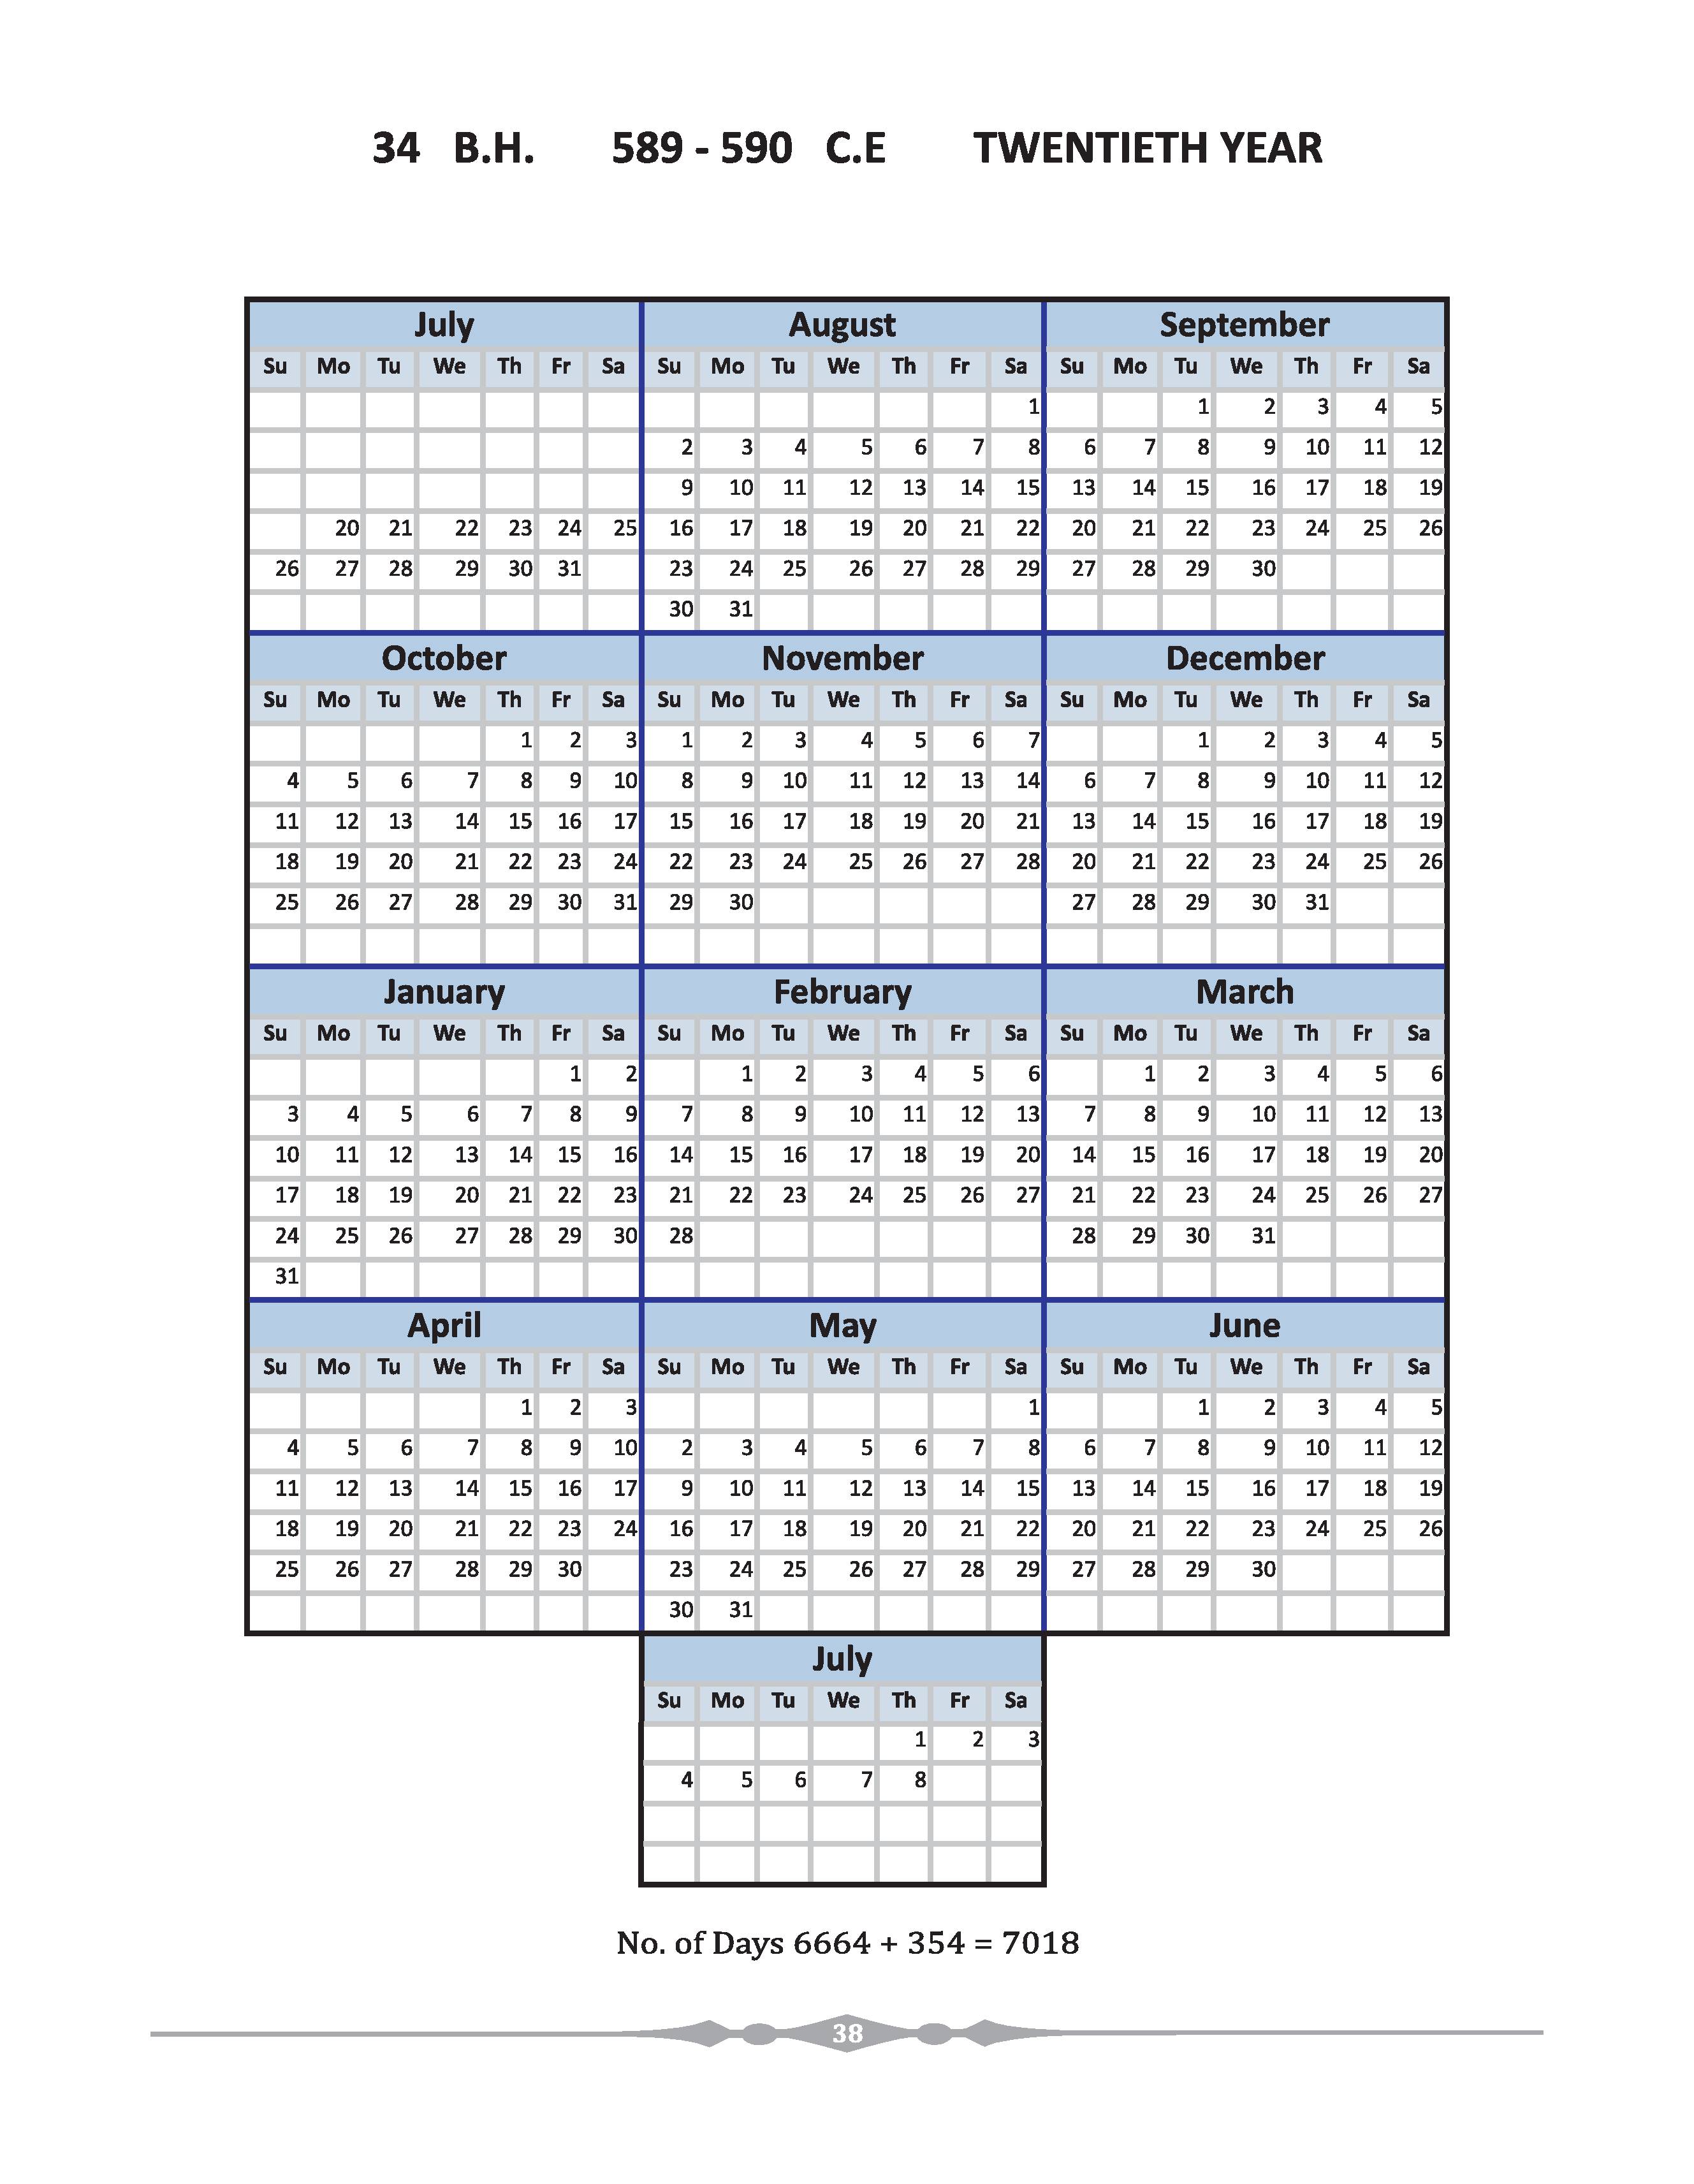 34 B.H. 589 - 590 C.E TWENTIETH YEAR
July August September
Su Mo Tu We Th Fr Sa Su Mo Tu We Th Fr Sa Su Mo Tu We Th Fr Sa
1 1 2 3 4 5
2 3 4 5 6 7 8 6 7 8 9 10 11 12
9 10 11 12 13 14 15 13 14 15 16 17 18 19
20 21 22 23 24 25 16 17 18 19 20 21 22 20 21 22 23 24 25 26
26 27 28 29 30 31 23 24 25 26 27 28 29 27 28 29 30
30 31
October November December
Su Mo Tu We Th Fr Sa Su Mo Tu We Th Fr Sa Su Mo Tu We Th Fr Sa
1 2 3 1 2 3 4 5 6 7 1 2 3 4 5
4 5 6 7 8 9 10 8 9 10 11 12 13 14 6 7 8 9 10 11 12
11 12 13 14 15 16 17 15 16 17 18 19 20 21 13 14 15 16 17 18 19
18 19 20 21 22 23 24 22 23 24 25 26 27 28 20 21 22 23 24 25 26
25 26 27 28 29 30 31 29 30 27 28 29 30 31
January February March
Su Mo Tu We Th Fr Sa Su Mo Tu We Th Fr Sa Su Mo Tu We Th Fr Sa
1 2 1 2 3 4 5 6 1 2 3 4 5 6
3 4 5 6 7 8 9 7 8 9 10 11 12 13 7 8 9 10 11 12 13
10 11 12 13 14 15 16 14 15 16 17 18 19 20 14 15 16 17 18 19 20
17 18 19 20 21 22 23 21 22 23 24 25 26 27 21 22 23 24 25 26 27
24 25 26 27 28 29 30 28 28 29 30 31
31
April May June
Su Mo Tu We Th Fr Sa Su Mo Tu We Th Fr Sa Su Mo Tu We Th Fr Sa
1 2 3 1 1 2 3 4 5
4 5 6 7 8 9 10 2 3 4 5 6 7 8 6 7 8 9 10 11 12
11 12 13 14 15 16 17 9 10 11 12 13 14 15 13 14 15 16 17 18 19
18 19 20 21 22 23 24 16 17 18 19 20 21 22 20 21 22 23 24 25 26
25 26 27 28 29 30 23 24 25 26 27 28 29 27 28 29 30
30 31
July
Su Mo Tu We Th Fr Sa
1 2 3
4 5 6 7 8
No. of Days 6664 + 354 = 7018
38